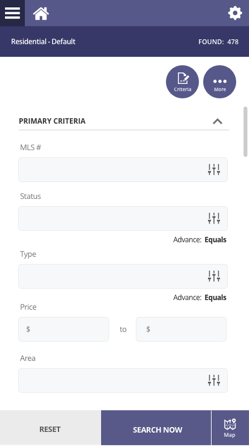 Residential - Default FOUND: 478
Criteria More
PRIMARY CRITERIA
MLS #
Status
Advance: Equals
Type
Advance: Equals
Price
$ to $
Area
RESET SEARCH NOW Map